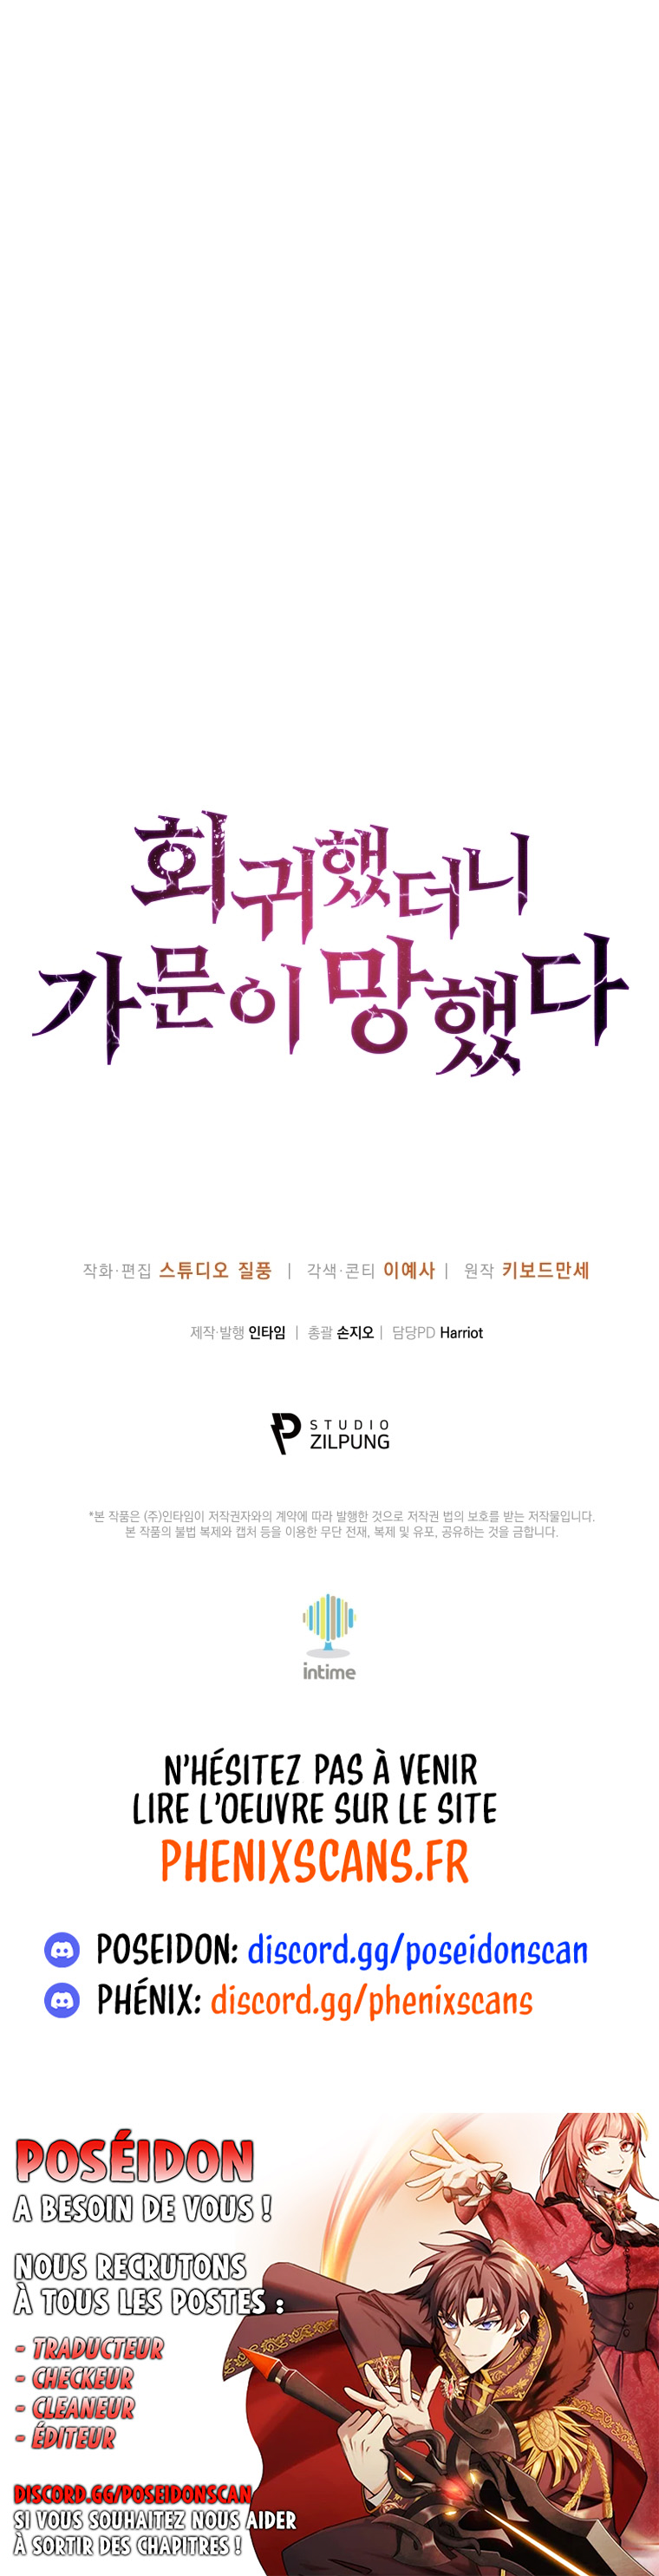 회귀했더니
가문이 망했다
작화·편집 스튜디오 질풍 | 각색·콘티 이예사 | 원작 키보드만세
제작·발행 인타임 | 총괄 손지오 | 담당PD Harriot
STUDIO
ZILPUNG
*본 작품은 (주)인타임이 저작권자와의 계약에 따라 발행한 것으로 저작권 법의 보호를 받는 저작물입니다.
본 작품의 불법 복제와 캡처 등을 이용한 무단 전재, 복제 및 유포, 공유하는 것을 금합니다.
intime
N'HÉSITEZ PAS À VENIR
LIRE L'OEUVRE SUR LE SITE
PHENIXSCANS.FR
POSEIDON: discord.gg/poseidonscan
PHÉNIX: discord.gg/phenixscans
POSÉIDON
A BESOIN DE VOUS !
NOUS RECRUTONS
À TOUS LES POSTES :
- TRADUCTEUR
- CHECKEUR
- CLEANEUR
- ÉDITEUR
DISCORD.GG/POSEIDONSCAN
SI VOUS SOUHAITEZ NOUS AIDER
À SORTIR DES CHAPITRES !